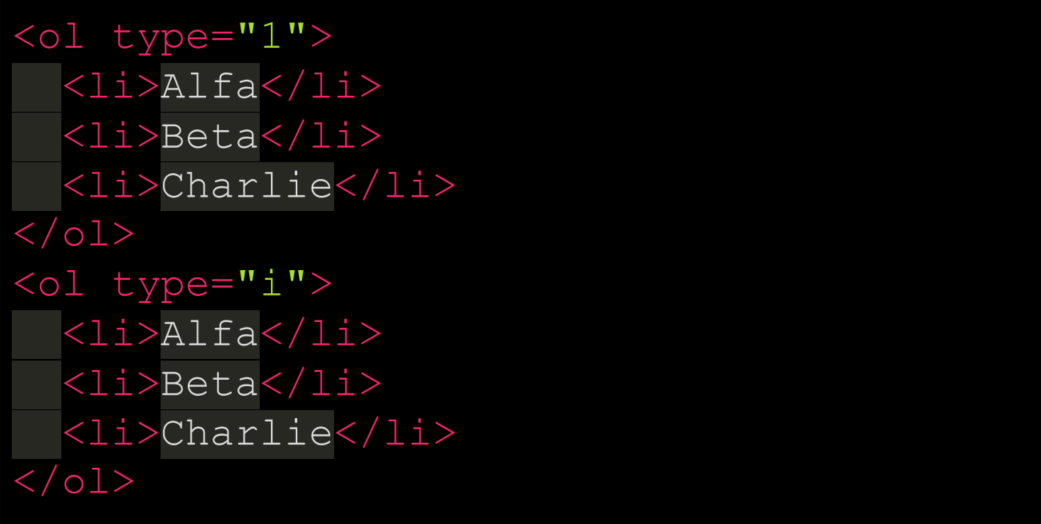 <ol type="1">
  <li>Alfa</li>
  <li>Beta</li>
  <li>Charlie</li>
</ol>
<ol type="i">
  <li>Alfa</li>
  <li>Beta</li>
  <li>Charlie</li>
</ol>